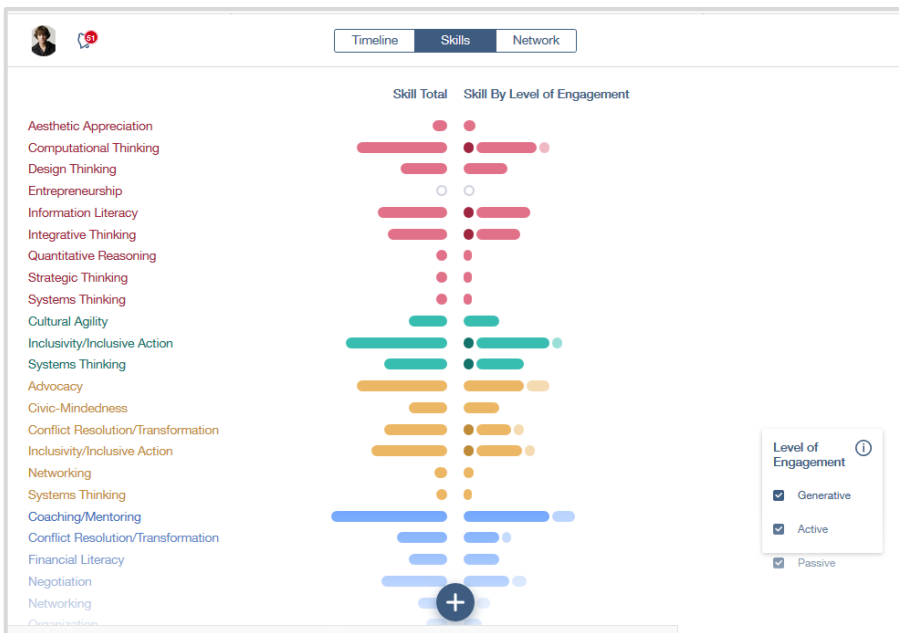 51
Timeline Skills Network
Skill Total Skill By Level of Engagement
Aesthetic Appreciation
Computational Thinking
Design Thinking
Entrepreneurship
Information Literacy
Integrative Thinking
Quantitative Reasoning
Strategic Thinking
Systems Thinking
Cultural Agility
Inclusivity/Inclusive Action
Systems Thinking
Advocacy
Civic-Mindedness
Conflict Resolution/Transformation
Inclusivity/Inclusive Action
Networking
Systems Thinking
Coaching/Mentoring
Conflict Resolution/Transformation
Financial Literacy
Negotiation
Networking
Organization
Level of
Engagement
Generative
Active
Passive